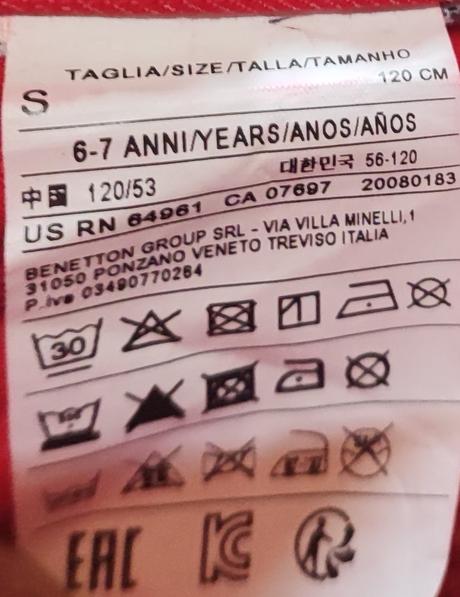 TAGLIA/SIZE/TALLA/TAMANHO
S 120 CM
6-7 ANNI/YEARS/ANOS/AÑOS
中国 120/53 대한민국 56-120
US RN 64961 CA 07697 20080183
BENETTON GROUP SRL - VIA VILLA MINELLI,1
31050 PONZANO VENETO TREVISO ITALIA
P.iva 03490770264
30
EAC
KC